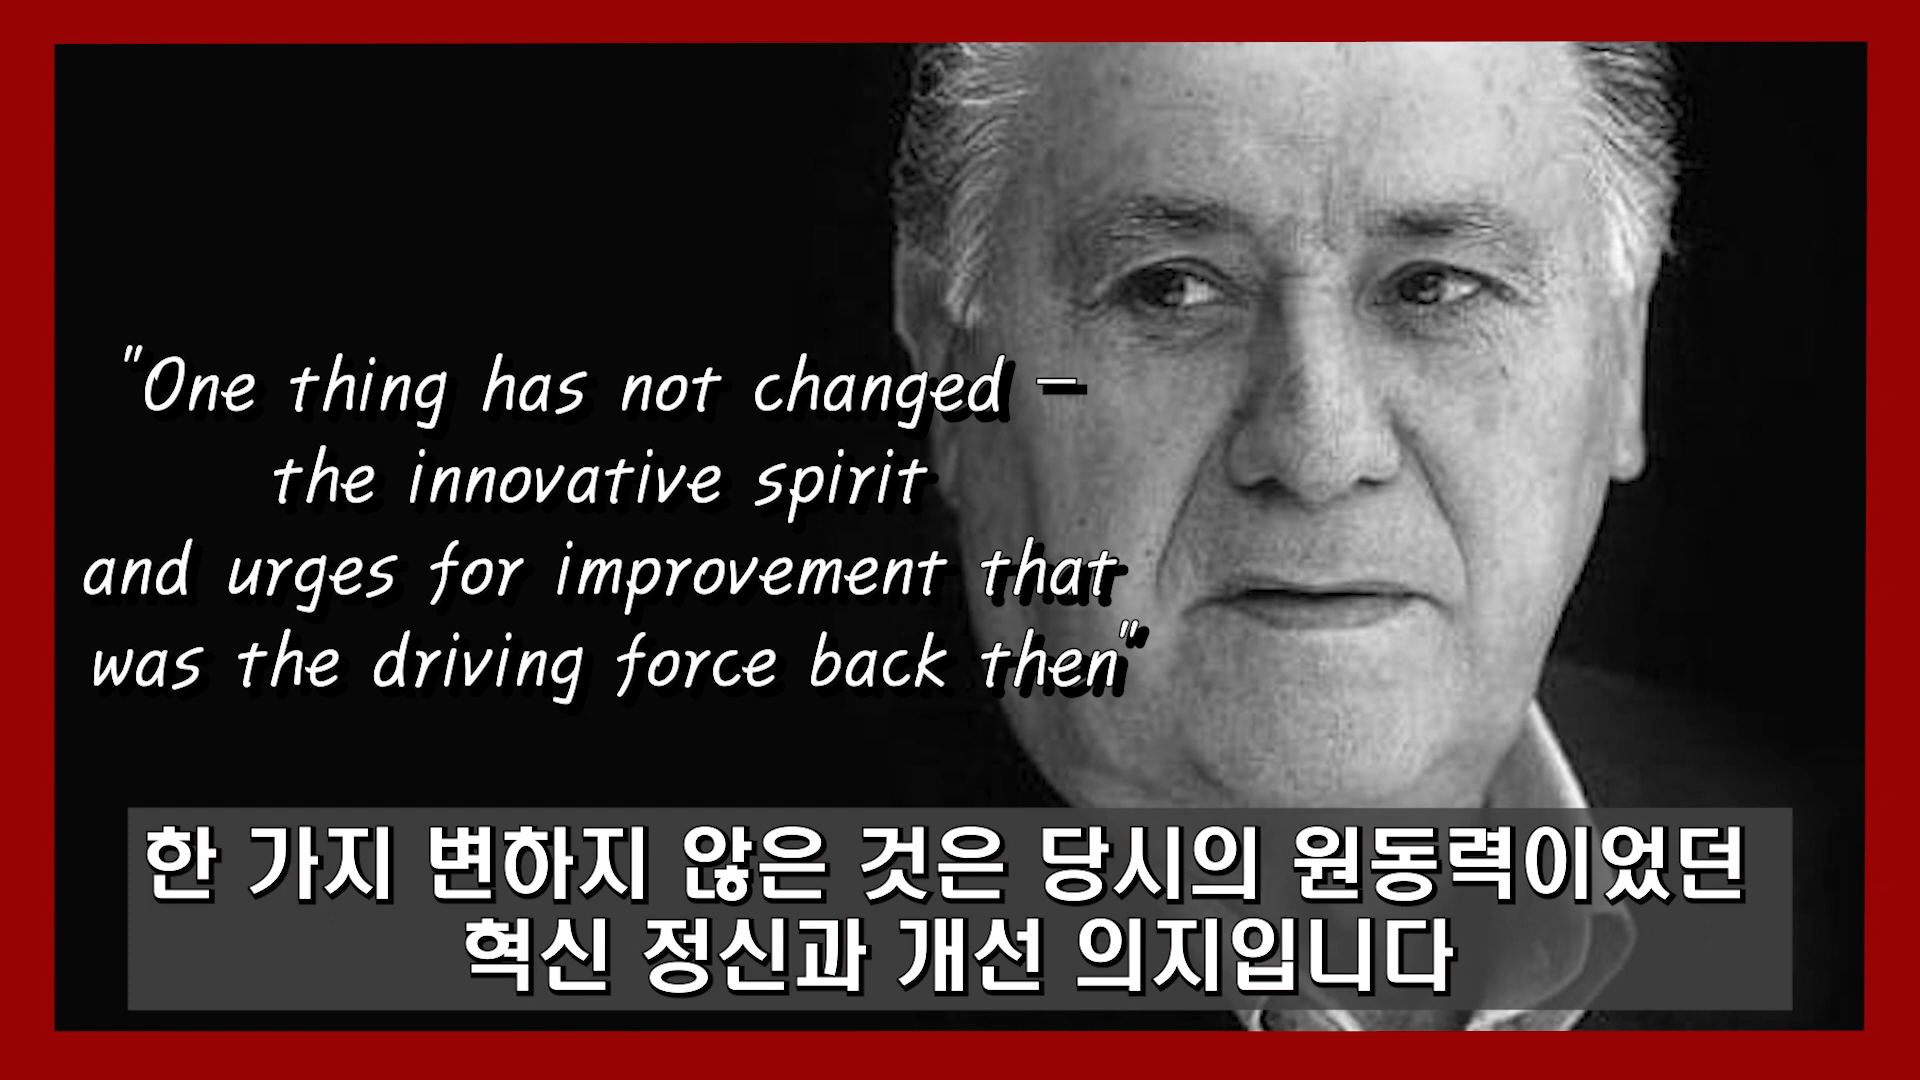 "One thing has not changed –
the innovative spirit
and urges for improvement that
was the driving force back then"
한 가지 변하지 않은 것은 당시의 원동력이었던
혁신 정신과 개선 의지입니다